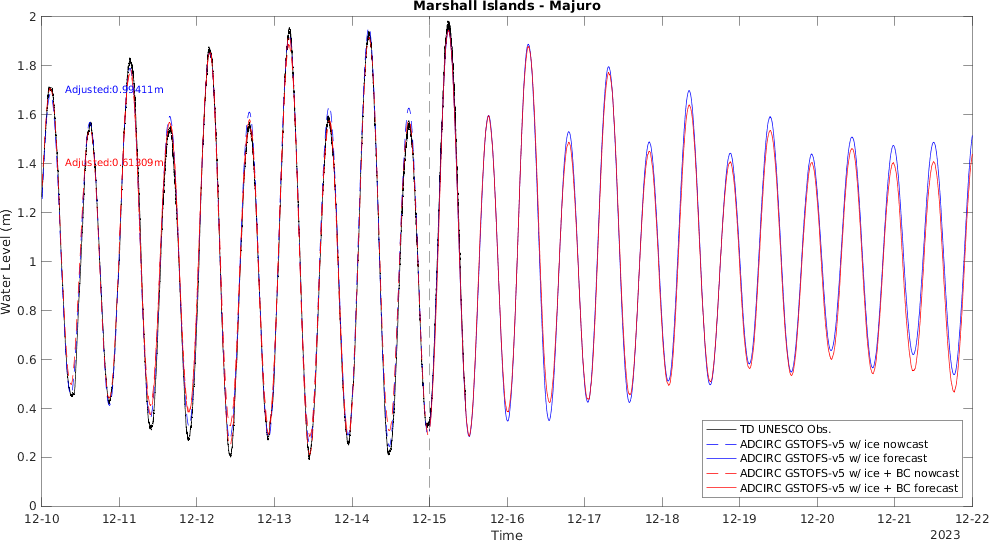 Marshall Islands - Majuro
Water Level (m)
2
1.8
1.6
1.4
1.2
1
0.8
0.6
0.4
0.2
0
Adjusted:0.99411m
Adjusted:0.61309m
TD UNESCO Obs.
ADCIRC GSTOFS-v5 w/ ice nowcast
ADCIRC GSTOFS-v5 w/ ice forecast
ADCIRC GSTOFS-v5 w/ ice + BC nowcast
ADCIRC GSTOFS-v5 w/ ice + BC forecast
12-10 12-11 12-12 12-13 12-14 12-15 12-16 12-17 12-18 12-19 12-20 12-21 12-22
Time
2023